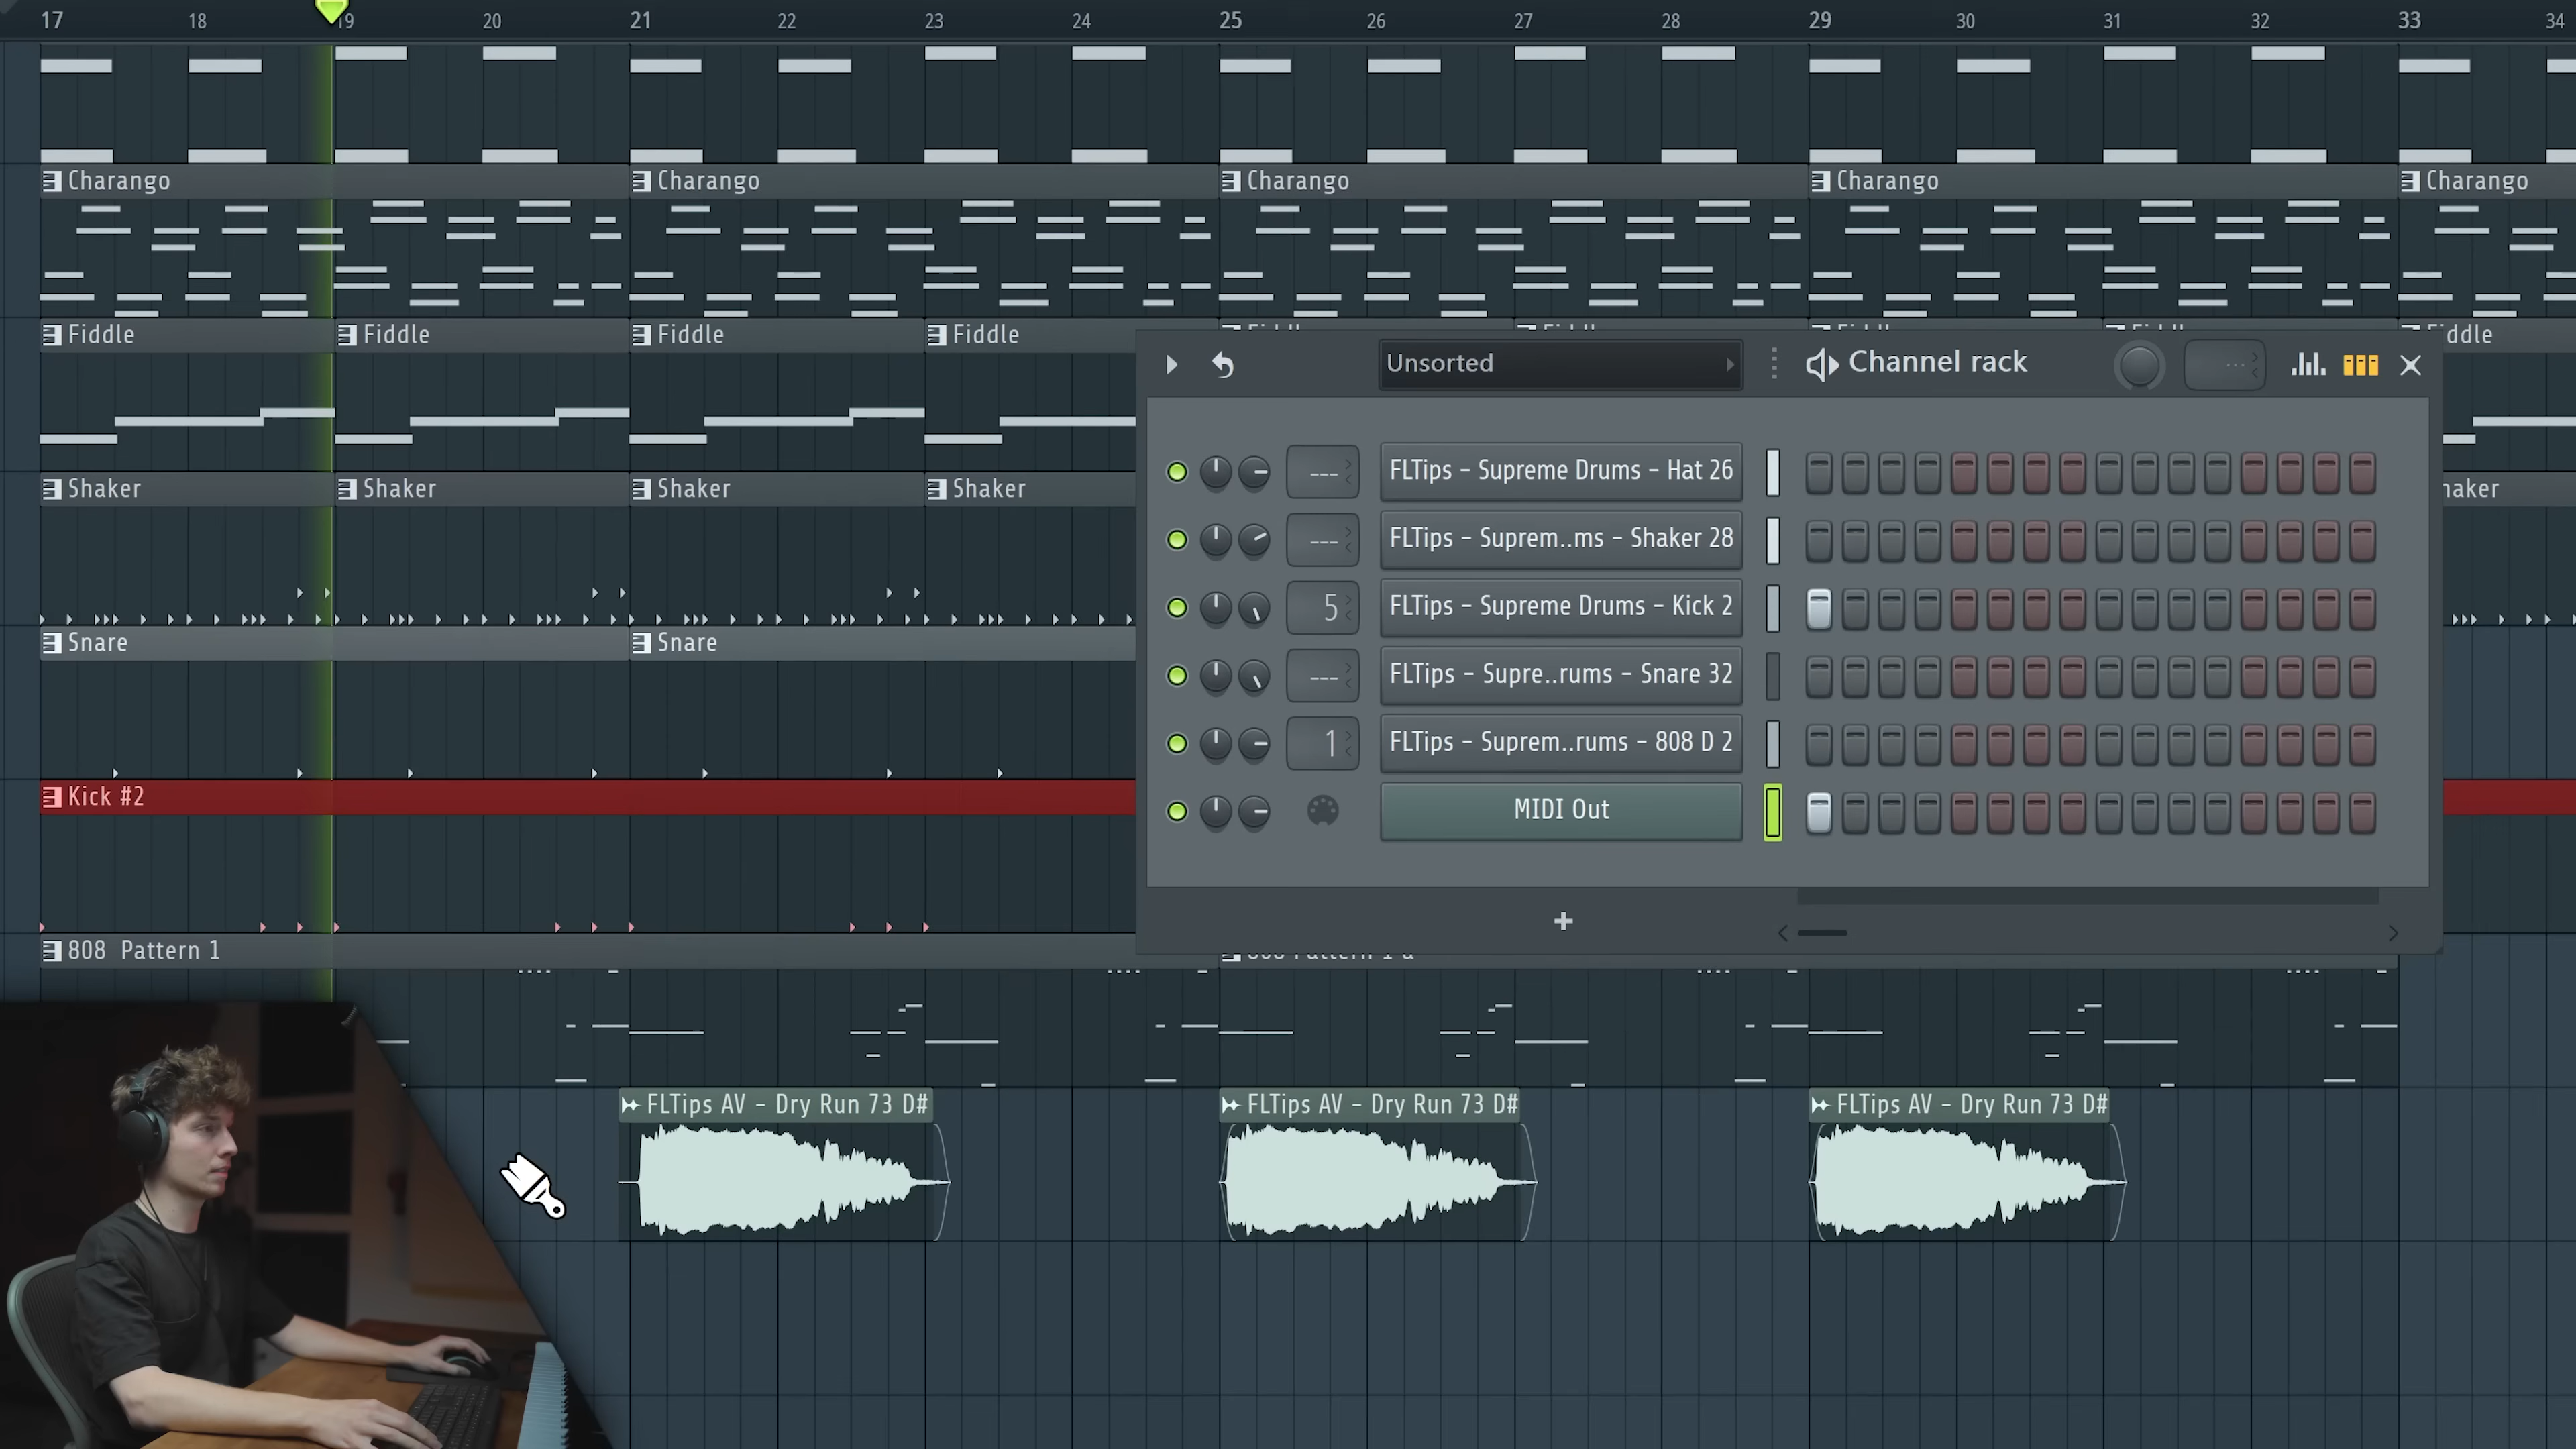 17 18 19 20 21 22 23 24 25 26 27 28 29 30 31 32 33 34
Charango Charango Charango Charango Charango
Fiddle Fiddle Fiddle Fiddle
Unsorted
Channel rack
FLTips - Supreme Drums - Hat 26
Shaker Shaker Shaker Shaker
FLTips - Suprem..ms - Shaker 28
5 FLTips - Supreme Drums - Kick 2
Snare Snare
FLTips - Supre..rums - Snare 32
1 FLTips - Suprem..rums - 808 D 2
Kick #2
MIDI Out
808 Pattern 1
FLTips AV - Dry Run 73 D# FLTips AV - Dry Run 73 D# FLTips AV - Dry Run 73 D#